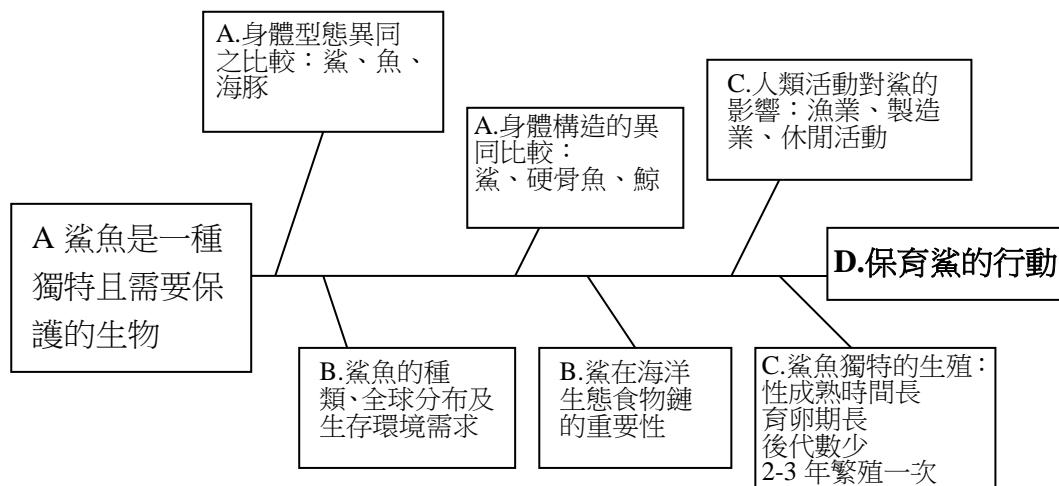 A.身體型態異同
之比較：鯊、魚、
海豚
A.身體構造的異
同比較：
鯊、硬骨魚、鯨
C.人類活動對鯊的
影響：漁業、製造
業、休閒活動
A 鯊魚是一種
獨特且需要保
護的生物
D.保育鯊的行動
B.鯊魚的種
類、全球分布及
生存環境需求
B.鯊在海洋
生態食物鏈
的重要性
C.鯊魚獨特的生殖：
性成熟時間長
育卵期長
後代數少
2-3 年繁殖一次